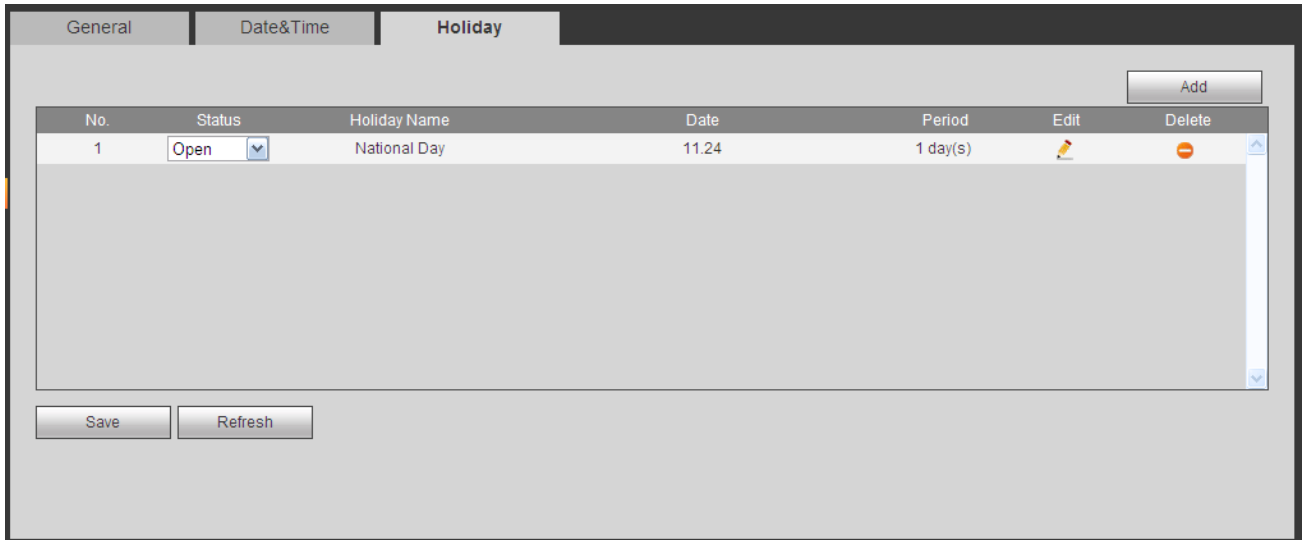 General Date&Time Holiday
Add
No. Status Holiday Name Date Period Edit Delete
1 Open National Day 11.24 1 day(s)
Save Refresh